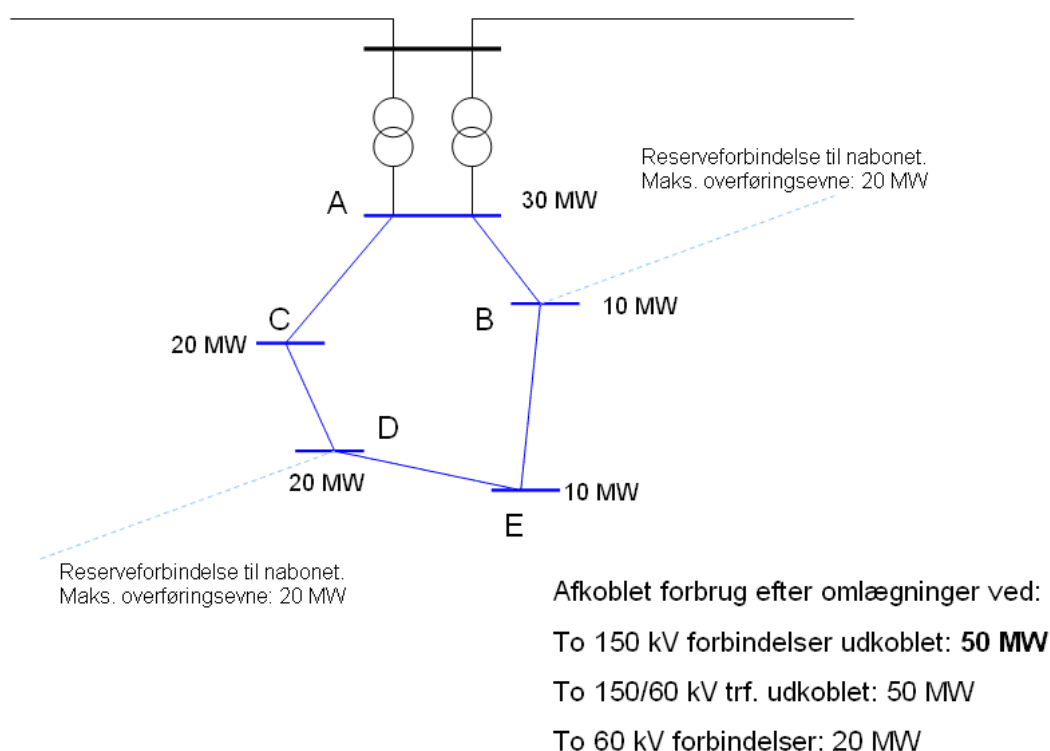 Reserveforbindelse til nabonet.
Maks. overføringsevne: 20 MW
A
30 MW
B
10 MW
C
20 MW
D
20 MW
10 MW
E
Reserveforbindelse til nabonet.
Maks. overføringsevne: 20 MW
Afkoblet forbrug efter omlægninger ved:
To 150 kV forbindelser udkoblet: 50 MW
To 150/60 kV trf. udkoblet: 50 MW
To 60 kV forbindelser: 20 MW